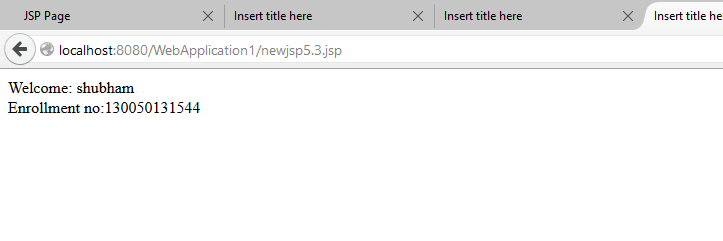 JSP Page
Insert title here
Insert title here
Insert title he
localhost:8080/WebApplication1/newjsp5.3.jsp
Welcome: shubham
Enrollment no:130050131544